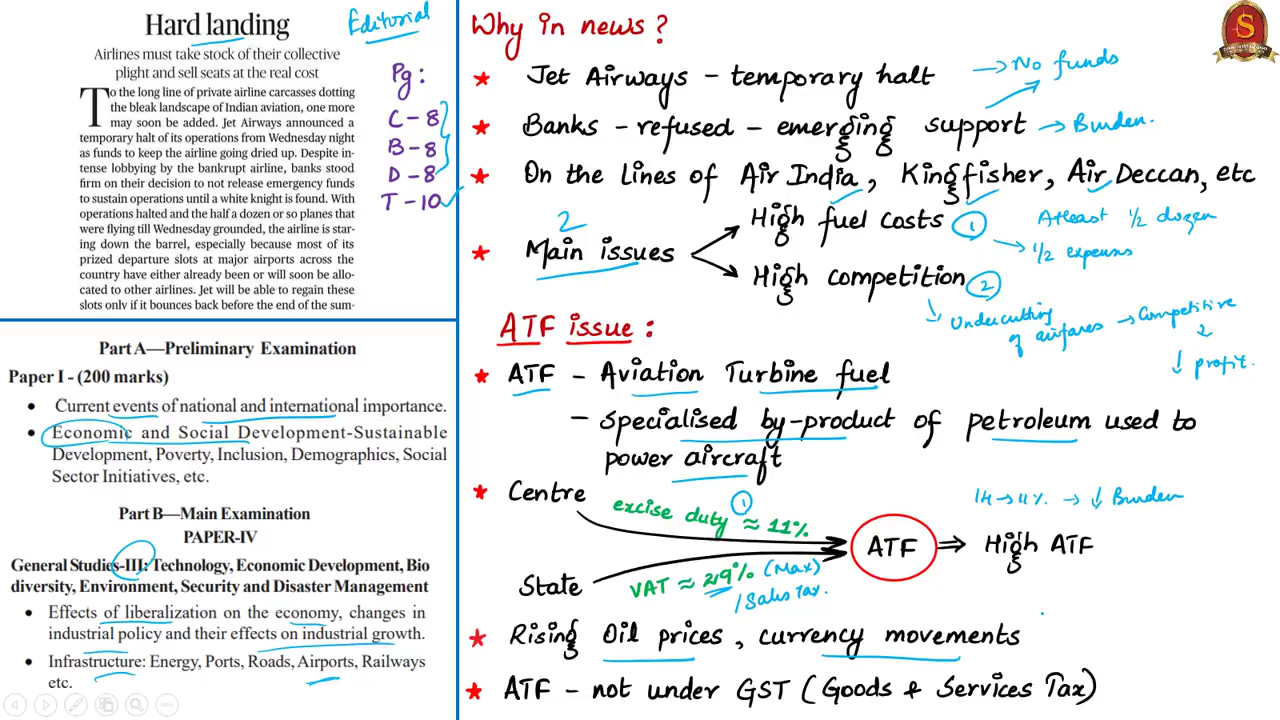 Hard landing
Editorial
Airlines must take stock of their collective
plight and sell seats at the real cost
To the long line of private airline carcasses dotting
the bleak landscape of Indian aviation, one more
may soon be added. Jet Airways announced a
temporary halt of its operations from Wednesday night
as funds to keep the airline going dried up. Despite in-
tense lobbying by the bankrupt airline, banks stood
firm on their decision to not release emergency funds
to sustain operations until a white knight is found. With
operations halted and the half a dozen or so planes that
were flying till Wednesday grounded, the airline is star-
ing down the barrel, especially because most of its
prized departure slots at major airports across the
country have either already been or will soon be allo-
cated to other airlines. Jet will be able to regain these
slots only if it bounces back before the end of the sum-
Pg:
C - 8
B - 8
D - 8
T - 10
Part A—Preliminary Examination
Paper I - (200 marks)
• Current events of national and international importance.
• Economic and Social Development-Sustainable
Development, Poverty, Inclusion, Demographics, Social
Sector Initiatives, etc.
Part B—Main Examination
PAPER-IV
General Studies-III: Technology, Economic Development, Bio
diversity, Environment, Security and Disaster Management
• Effects of liberalization on the economy, changes in
industrial policy and their effects on industrial growth.
• Infrastructure: Energy, Ports, Roads, Airports, Railways
etc.
Why in news?
Jet Airways - temporary halt → No funds
Banks - refused - emerging support → Burden.
On the lines of Air India, Kingfisher, Air Deccan, etc
2
Main issues
High fuel costs 1
Atleast 1/2 dozen
→ 1/2 expenses
High competition 2
↓ Undercutting of airfares → Competitive
2
↓ profit.
ATF issue:
ATF - Aviation Turbine fuel
- specialised by-product of petroleum used to
power aircraft
Centre
excise duty ≈ 11%
1
14 → 11% → ↓ Burden
ATF ⇒ High ATF
State
VAT ≈ 29% (Max)
/Sales Tax.
Rising Oil prices, currency movements
ATF - not under GST (Goods & Services Tax)
S